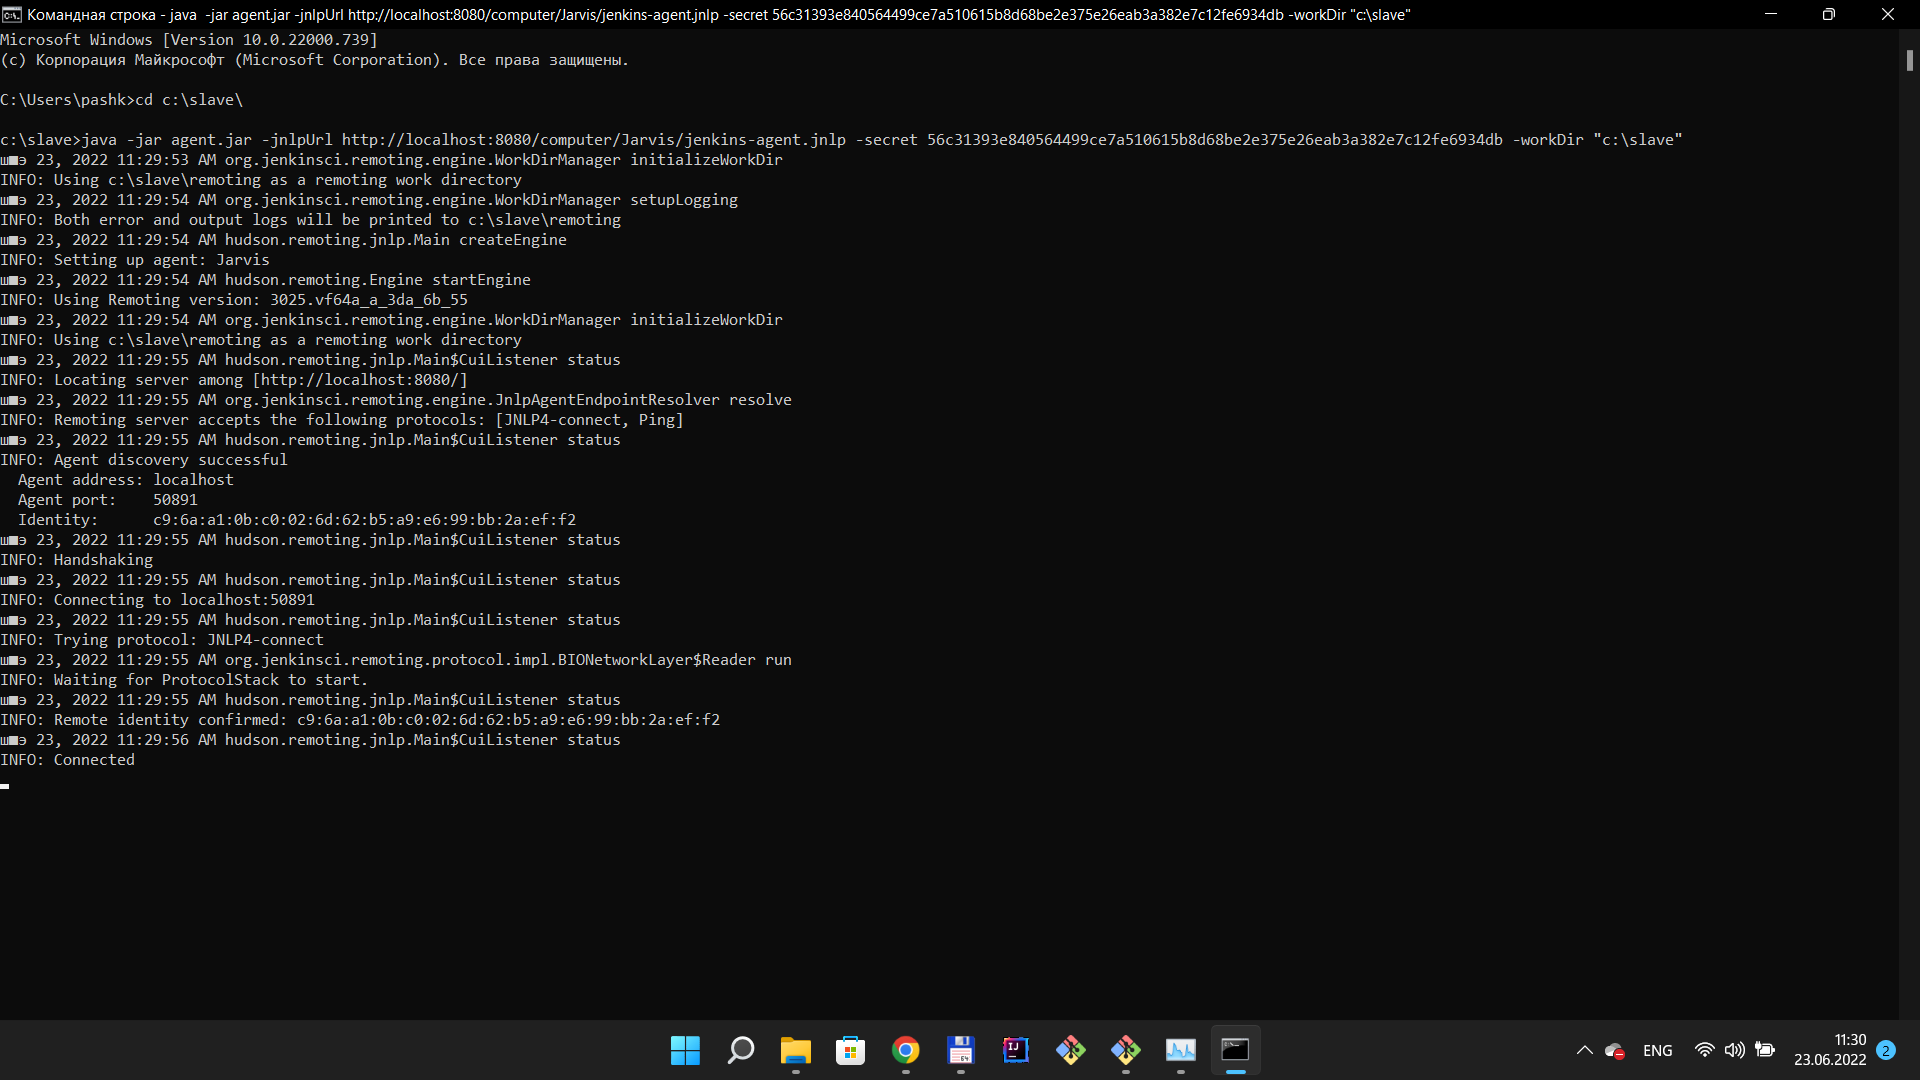 Командная строка - java  -jar agent.jar -jnlpUrl http://localhost:8080/computer/Jarvis/jenkins-agent.jnlp -secret 56c31393e840564499ce7a510615b8d68be2e375e26eab3a382e7c12fe6934db -workDir "c:\slave"
Microsoft Windows [Version 10.0.22000.739]
(c) Корпорация Майкрософт (Microsoft Corporation). Все права защищены.
C:\Users\pashk>cd c:\slave\
c:\slave>java -jar agent.jar -jnlpUrl http://localhost:8080/computer/Jarvis/jenkins-agent.jnlp -secret 56c31393e840564499ce7a510615b8d68be2e375e26eab3a382e7c12fe6934db -workDir "c:\slave"
ш■э 23, 2022 11:29:53 AM org.jenkinsci.remoting.engine.WorkDirManager initializeWorkDir
INFO: Using c:\slave\remoting as a remoting work directory
ш■э 23, 2022 11:29:54 AM org.jenkinsci.remoting.engine.WorkDirManager setupLogging
INFO: Both error and output logs will be printed to c:\slave\remoting
ш■э 23, 2022 11:29:54 AM hudson.remoting.jnlp.Main createEngine
INFO: Setting up agent: Jarvis
ш■э 23, 2022 11:29:54 AM hudson.remoting.Engine startEngine
INFO: Using Remoting version: 3025.vf64a_a_3da_6b_55
ш■э 23, 2022 11:29:54 AM org.jenkinsci.remoting.engine.WorkDirManager initializeWorkDir
INFO: Using c:\slave\remoting as a remoting work directory
ш■э 23, 2022 11:29:55 AM hudson.remoting.jnlp.Main$CuiListener status
INFO: Locating server among [http://localhost:8080/]
ш■э 23, 2022 11:29:55 AM org.jenkinsci.remoting.engine.JnlpAgentEndpointResolver resolve
INFO: Remoting server accepts the following protocols: [JNLP4-connect, Ping]
ш■э 23, 2022 11:29:55 AM hudson.remoting.jnlp.Main$CuiListener status
INFO: Agent discovery successful
  Agent address: localhost
  Agent port:    50891
  Identity:      c9:6a:a1:0b:c0:02:6d:62:b5:a9:e6:99:bb:2a:ef:f2
ш■э 23, 2022 11:29:55 AM hudson.remoting.jnlp.Main$CuiListener status
INFO: Handshaking
ш■э 23, 2022 11:29:55 AM hudson.remoting.jnlp.Main$CuiListener status
INFO: Connecting to localhost:50891
ш■э 23, 2022 11:29:55 AM hudson.remoting.jnlp.Main$CuiListener status
INFO: Trying protocol: JNLP4-connect
ш■э 23, 2022 11:29:55 AM org.jenkinsci.remoting.protocol.impl.BIONetworkLayer$Reader run
INFO: Waiting for ProtocolStack to start.
ш■э 23, 2022 11:29:55 AM hudson.remoting.jnlp.Main$CuiListener status
INFO: Remote identity confirmed: c9:6a:a1:0b:c0:02:6d:62:b5:a9:e6:99:bb:2a:ef:f2
ш■э 23, 2022 11:29:56 AM hudson.remoting.jnlp.Main$CuiListener status
INFO: Connected
ENG
11:30
23.06.2022
2